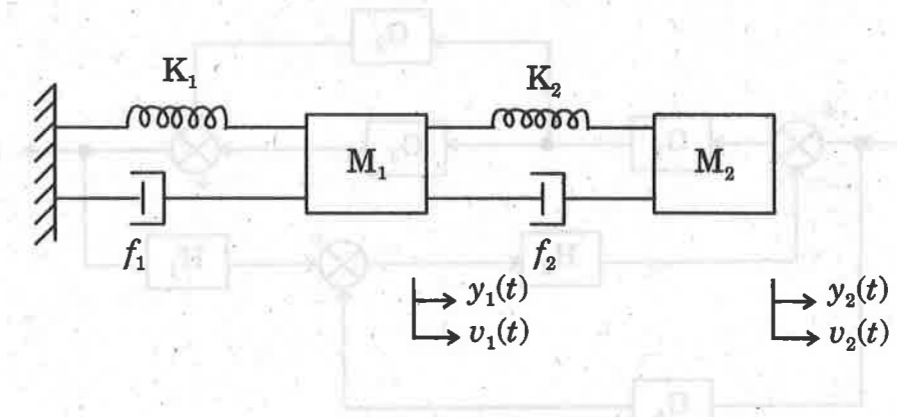 K₁
K₂
M₁
M₂
f₁
f₂
y₁(t)
v₁(t)
y₂(t)
v₂(t)